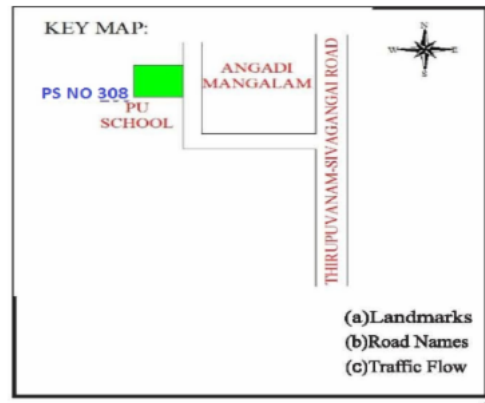 KEY MAP:
N
W E
S
ANGADI
MANGALAM
PS NO 308
PU
SCHOOL
THIRUPUVANAM-SIVAGANGAI ROAD
(a)Landmarks
(b)Road Names
(c)Traffic Flow